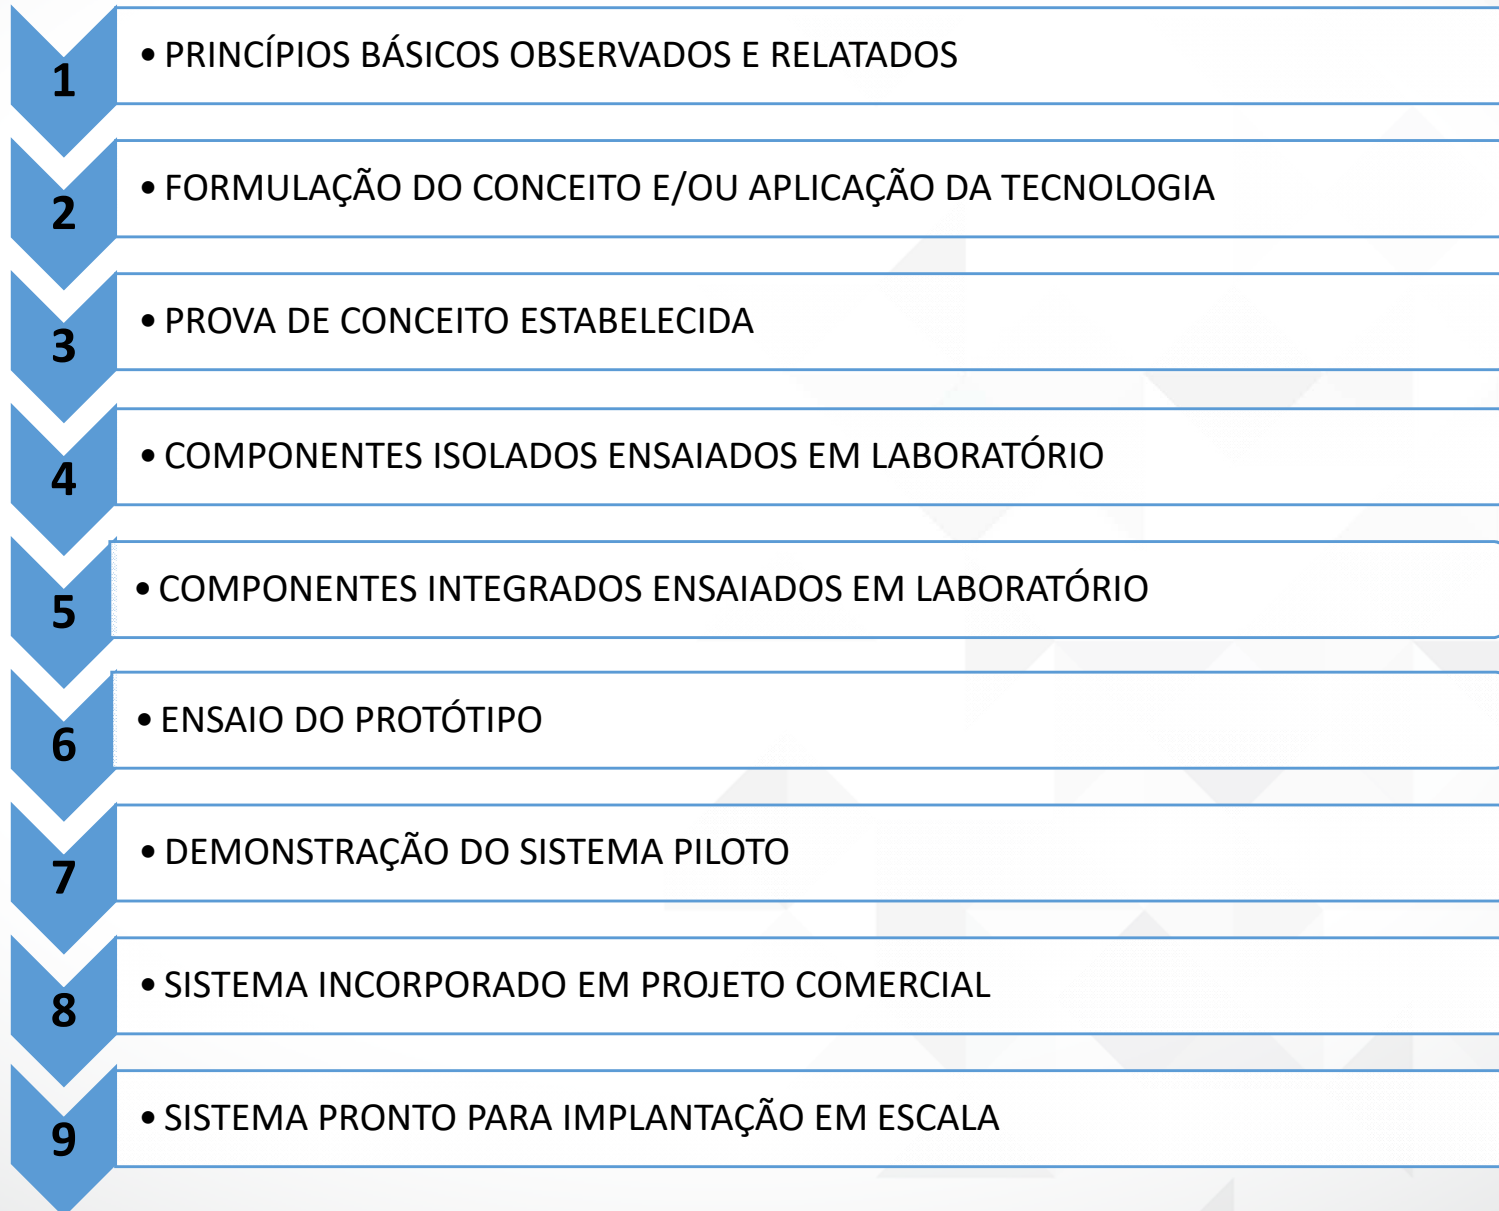 1
• PRINCÍPIOS BÁSICOS OBSERVADOS E RELATADOS
2
• FORMULAÇÃO DO CONCEITO E/OU APLICAÇÃO DA TECNOLOGIA
3
• PROVA DE CONCEITO ESTABELECIDA
4
• COMPONENTES ISOLADOS ENSAIADOS EM LABORATÓRIO
5
• COMPONENTES INTEGRADOS ENSAIADOS EM LABORATÓRIO
6
• ENSAIO DO PROTÓTIPO
7
• DEMONSTRAÇÃO DO SISTEMA PILOTO
8
• SISTEMA INCORPORADO EM PROJETO COMERCIAL
9
• SISTEMA PRONTO PARA IMPLANTAÇÃO EM ESCALA